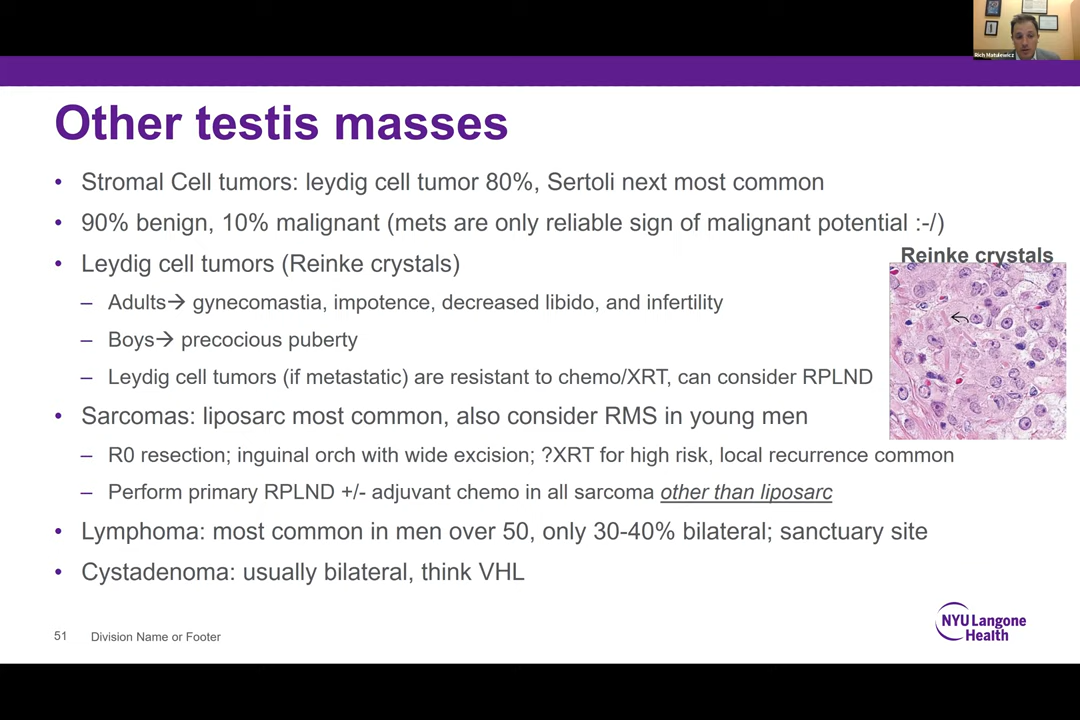 Rich Matulewicz
Other testis masses
• Stromal Cell tumors: leydig cell tumor 80%, Sertoli next most common
• 90% benign, 10% malignant (mets are only reliable sign of malignant potential :-/)
Reinke crystals
• Leydig cell tumors (Reinke crystals)
– Adults→ gynecomastia, impotence, decreased libido, and infertility
– Boys→ precocious puberty
– Leydig cell tumors (if metastatic) are resistant to chemo/XRT, can consider RPLND
• Sarcomas: liposarc most common, also consider RMS in young men
– R0 resection; inguinal orch with wide excision; ?XRT for high risk, local recurrence common
– Perform primary RPLND +/- adjuvant chemo in all sarcoma other than liposarc
• Lymphoma: most common in men over 50, only 30-40% bilateral; sanctuary site
• Cystadenoma: usually bilateral, think VHL
51 Division Name or Footer
NYU Langone
Health